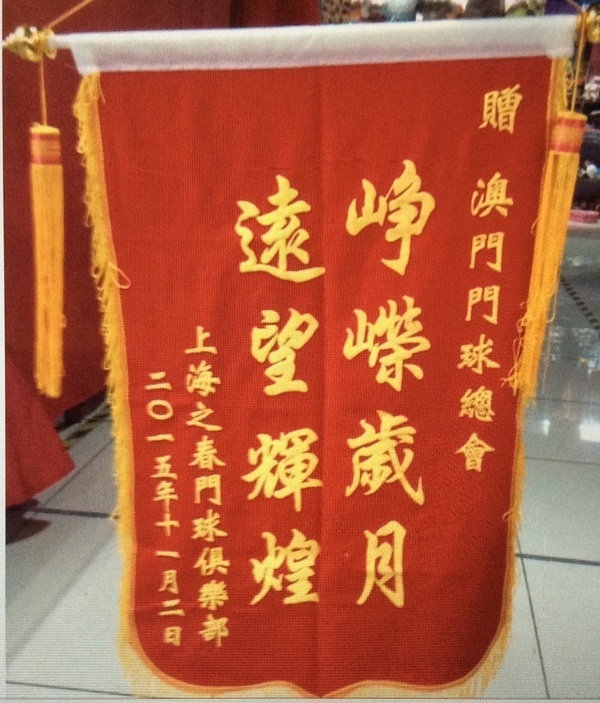 贈 澳門門球總會
崢嶸歲月
遠望輝煌
上海之春門球俱樂部
二〇一五年十一月二日